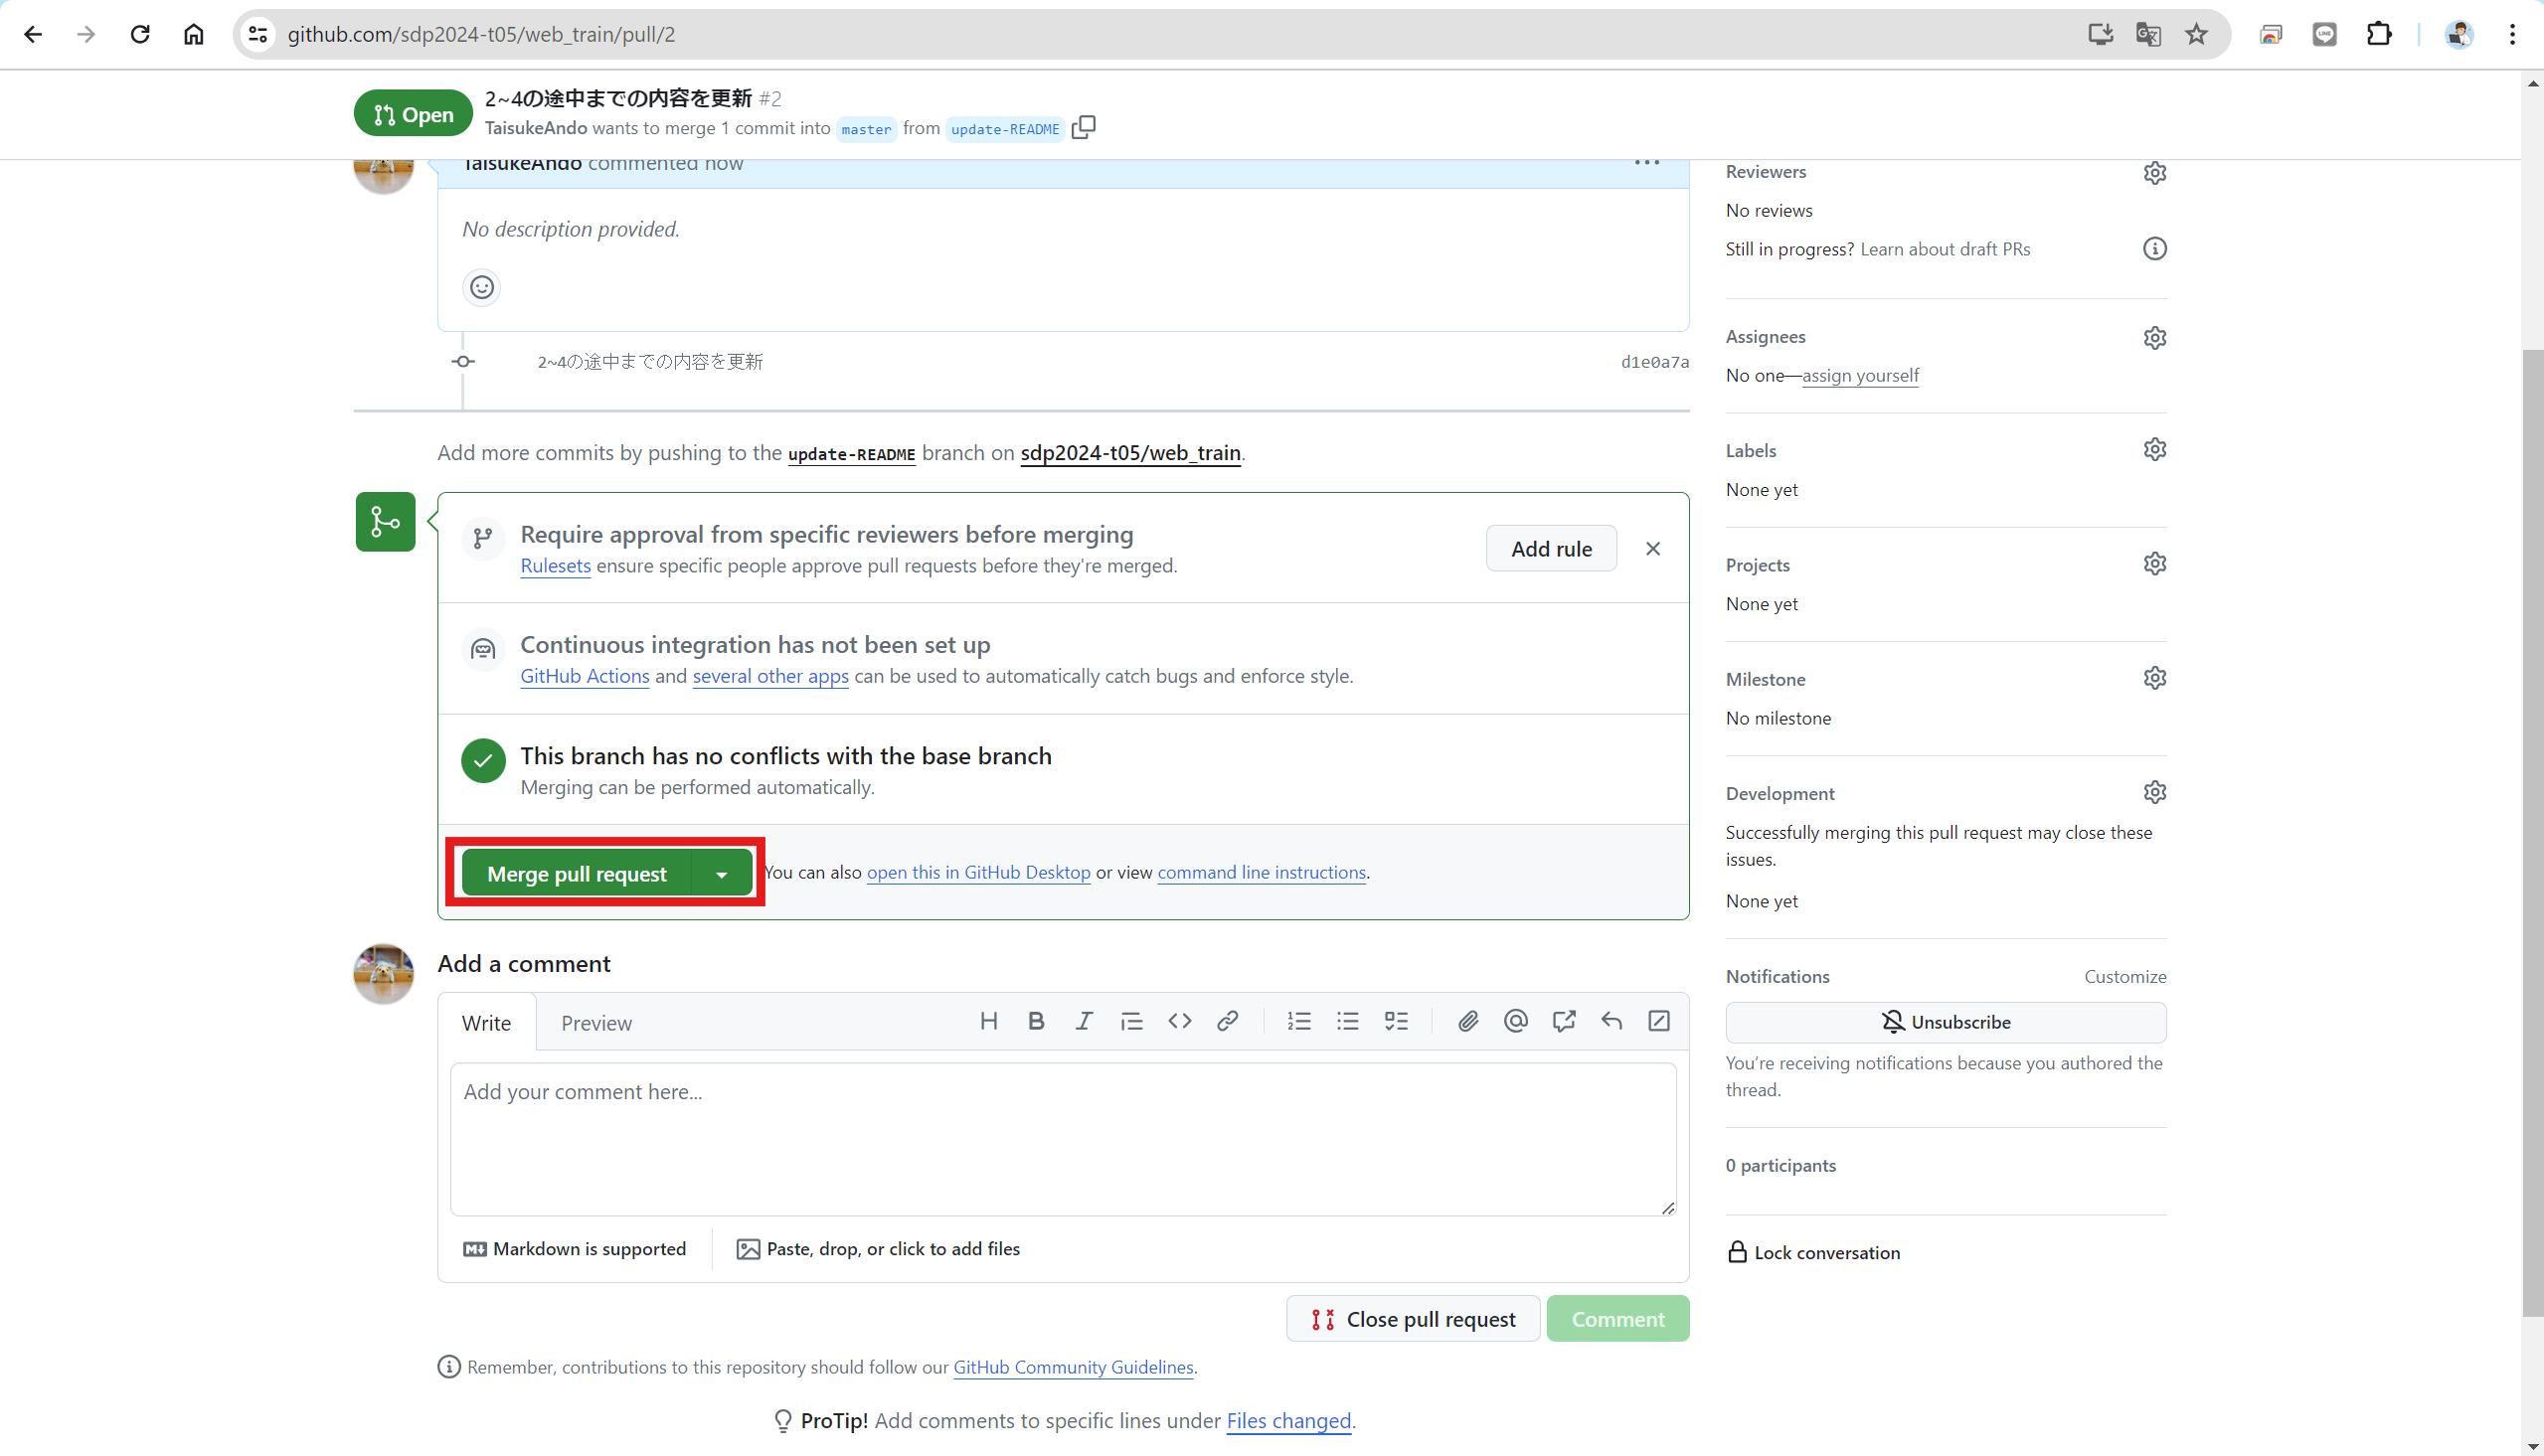 github.com/sdp2024-t05/web_train/pull/2
Open
2~4の途中までの内容を更新 #2
TaisukeAndo wants to merge 1 commit into master from update-README
TaisukeAndo commented now
No description provided.
2~4の途中までの内容を更新 d1e0a7a
Add more commits by pushing to the update-README branch on sdp2024-t05/web_train.
Require approval from specific reviewers before merging
Rulesets ensure specific people approve pull requests before they're merged.
Add rule
Continuous integration has not been set up
GitHub Actions and several other apps can be used to automatically catch bugs and enforce style.
This branch has no conflicts with the base branch
Merging can be performed automatically.
Merge pull request
You can also open this in GitHub Desktop or view command line instructions.
Add a comment
Write Preview
Add your comment here...
Markdown is supported
Paste, drop, or click to add files
Close pull request
Comment
Remember, contributions to this repository should follow our GitHub Community Guidelines.
ProTip! Add comments to specific lines under Files changed.
Reviewers
No reviews
Still in progress? Learn about draft PRs
Assignees
No one—assign yourself
Labels
None yet
Projects
None yet
Milestone
No milestone
Development
Successfully merging this pull request may close these
issues.
None yet
Notifications Customize
Unsubscribe
You're receiving notifications because you authored the
thread.
0 participants
Lock conversation